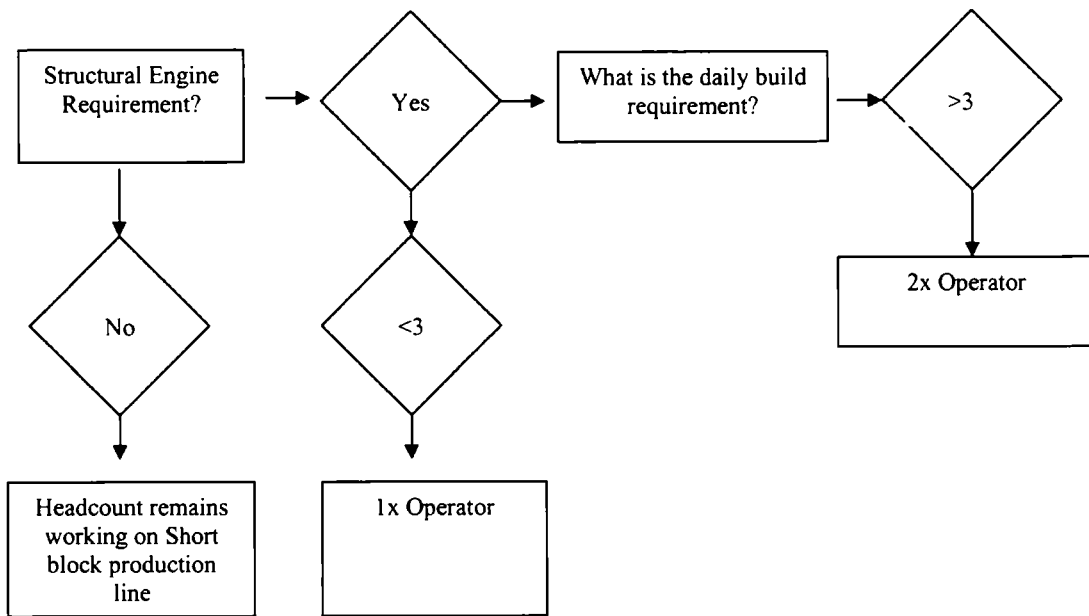 Structural Engine
Requirement?
Yes
What is the daily build
requirement?
>3
No
<3
2x Operator
Headcount remains
working on Short
block production
line
1x Operator